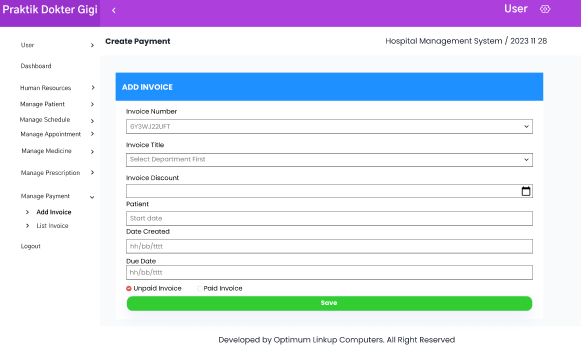 Praktik Dokter Gigi
User
User
Create Payment
Hospital Management System / 2023 11 28
Dashboard
Human Resources
Manage Patient
Manage Schedule
Manage Appointment
Manage Medicine
Manage Prescription
Manage Payment
Add Invoice
List Invoice
Logout
ADD INVOICE
Invoice Number
6Y3WJ22UFT
Invoice Title
Select Department First
Invoice Discount
Patient
Start date
Date Created
hh/bb/tttt
Due Date
hh/bb/tttt
Unpaid Invoice
Paid Invoice
Save
Developed by Optimum Linkup Computers. All Right Reserved